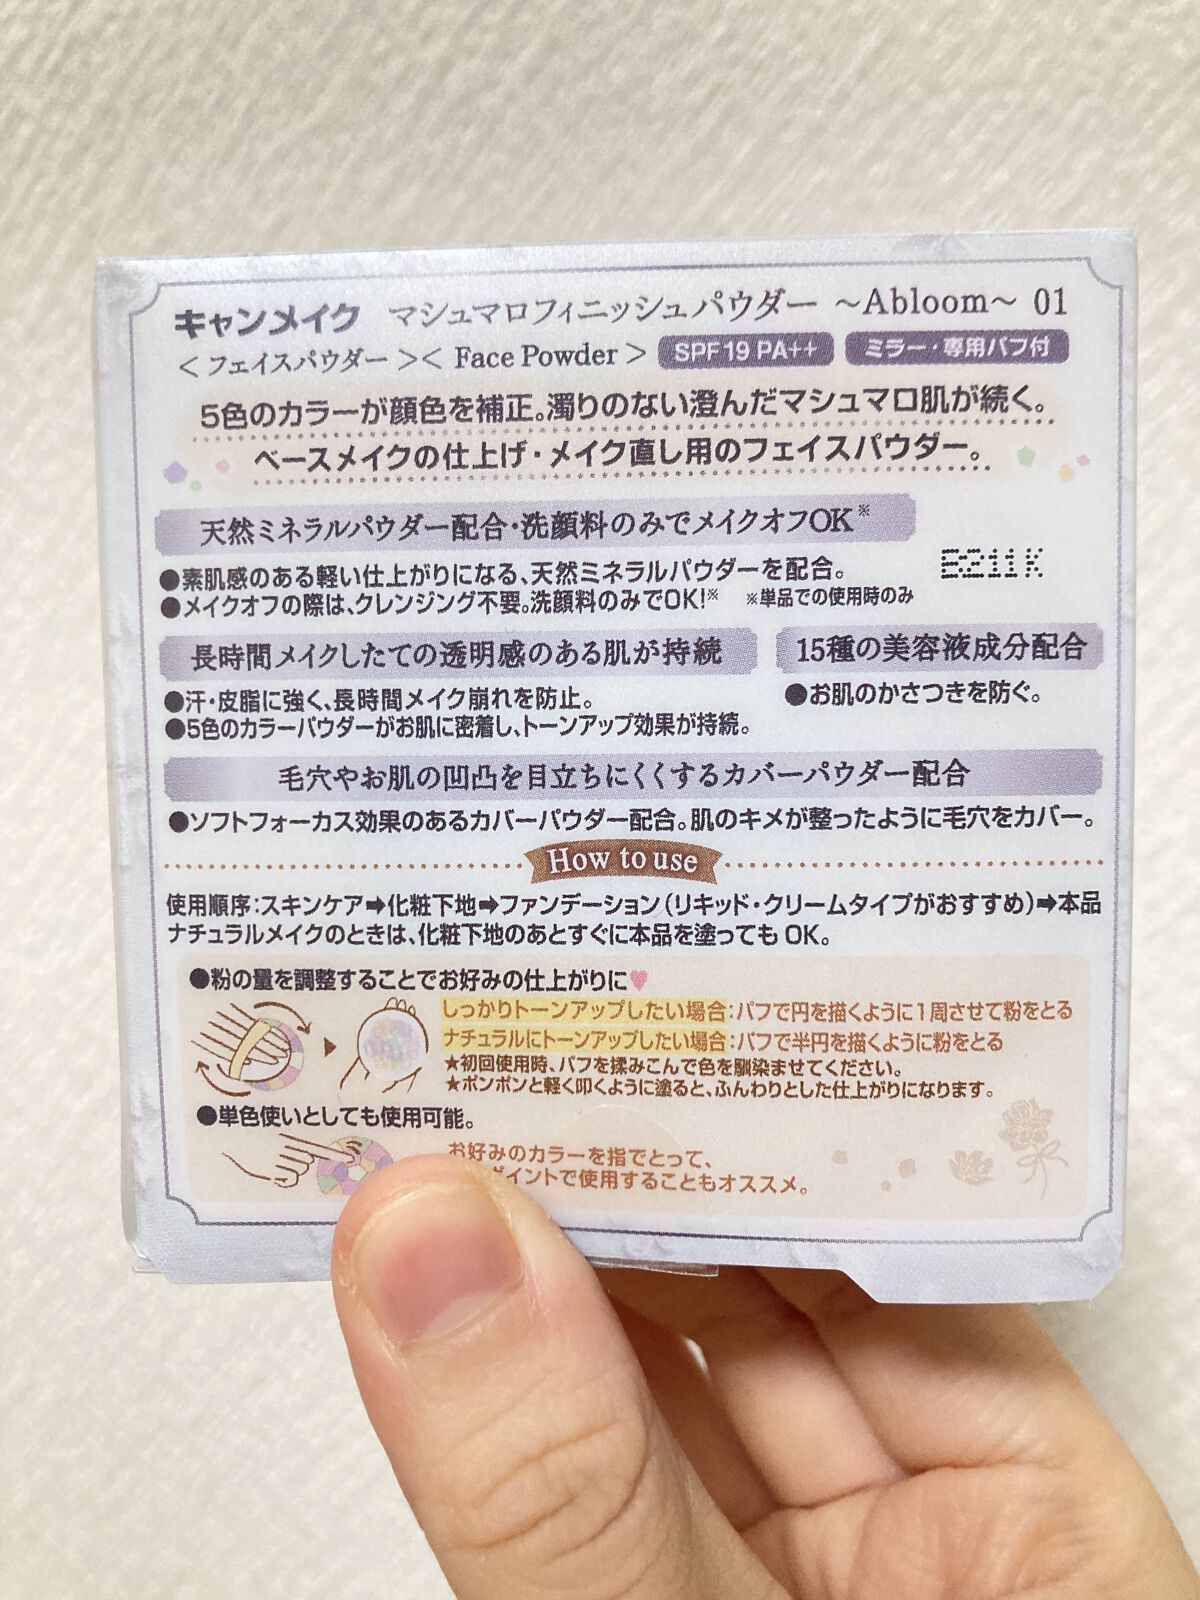 キャンメイク マシュマロフィニッシュパウダー ～Abloom～ 01
＜フェイスパウダー＞＜ Face Powder ＞ SPF19 PA++ ミラー・専用パフ付
5色のカラーが顔色を補正。濁りのない澄んだマシュマロ肌が続く。
ベースメイクの仕上げ・メイク直し用のフェイスパウダー。
天然ミネラルパウダー配合・洗顔料のみでメイクオフOK※
●素肌感のある軽い仕上がりになる、天然ミネラルパウダーを配合。
●メイクオフの際は、クレンジング不要。洗顔料のみでOK!※ ※単品での使用時のみ
長時間メイクしたての透明感のある肌が持続
●汗・皮脂に強く、長時間メイク崩れを防止。
●5色のカラーパウダーがお肌に密着し、トーンアップ効果が持続。
15種の美容液成分配合
●お肌のかさつきを防ぐ。
毛穴やお肌の凹凸を目立ちにくくするカバーパウダー配合
●ソフトフォーカス効果のあるカバーパウダー配合。肌のキメが整ったように毛穴をカバー。
How to use
使用順序：スキンケア➡化粧下地➡ファンデーション（リキッド・クリームタイプがおすすめ）➡本品
ナチュラルメイクのときは、化粧下地のあとすぐに本品を塗ってもOK。
●粉の量を調整することでお好みの仕上がりに♥
しっかりトーンアップしたい場合：パフで円を描くように1周させて粉をとる
ナチュラルにトーンアップしたい場合：パフで半円を描くように粉をとる
★初回使用時、パフを揉みこんで色を馴染ませてください。
★ポンポンと軽く叩くように塗ると、ふんわりとした仕上がりになります。
●単色使いとしても使用可能。
お好みのカラーを指でとって、
ポイントで使用することもオススメ。